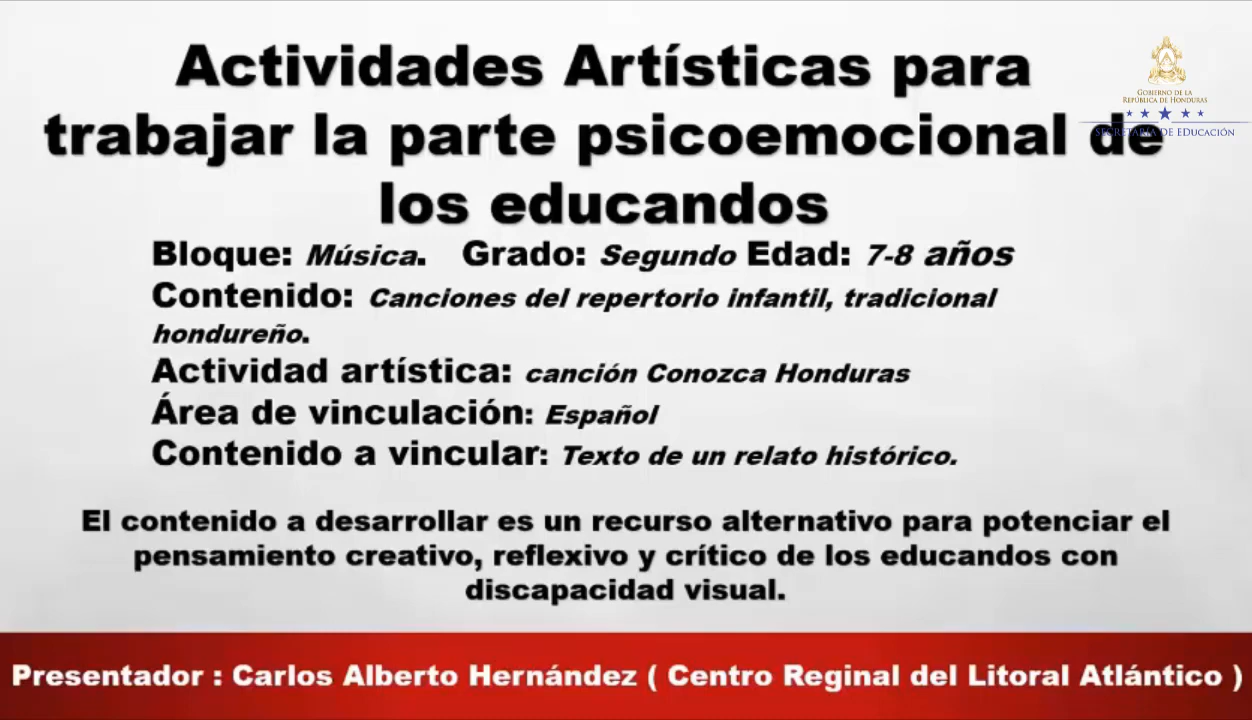 Actividades Artísticas para
trabajar la parte psicoemocional de
los educandos
GOBIERNO DE LA
REPÚBLICA DE HONDURAS
SECRETARÍA DE EDUCACIÓN
Bloque: Música. Grado: Segundo Edad: 7-8 años
Contenido: Canciones del repertorio infantil, tradicional
hondureño.
Actividad artística: canción Conozca Honduras
Área de vinculación: Español
Contenido a vincular: Texto de un relato histórico.
El contenido a desarrollar es un recurso alternativo para potenciar el
pensamiento creativo, reflexivo y crítico de los educandos con
discapacidad visual.
Presentador : Carlos Alberto Hernández ( Centro Reginal del Litoral Atlántico )